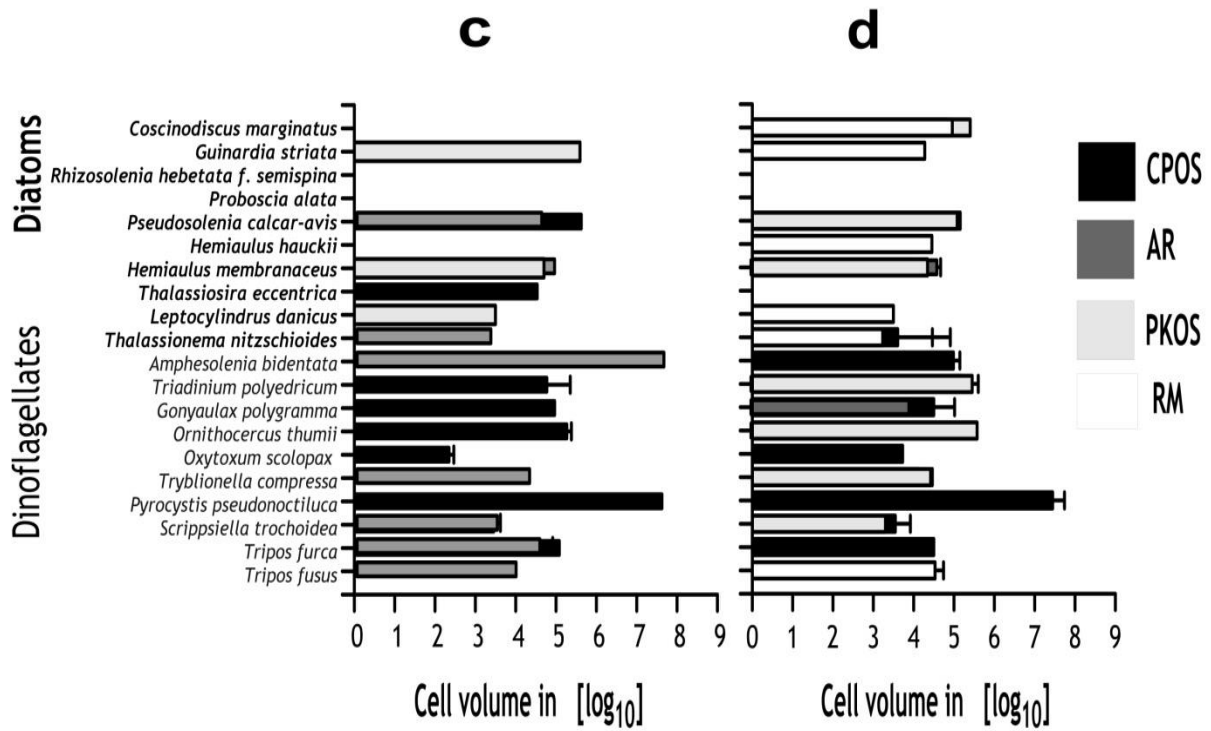 c
d
Diatoms
Dinoflagellates
Coscinodiscus marginatus
Guinardia striata
Rhizosolenia hebetata f. semispina
Proboscia alata
Pseudosolenia calcar-avis
Hemiaulus hauckii
Hemiaulus membranaceus
Thalassiosira eccentrica
Leptocylindrus danicus
Thalassionema nitzschioides
Amphesolenia bidentata
Triadinium polyedricum
Gonyaulax polygramma
Ornithocercus thumii
Oxytoxum scolopax
Tryblionella compressa
Pyrocystis pseudonoctiluca
Scrippsiella trochoidea
Tripos furca
Tripos fusus
0 1 2 3 4 5 6 7 8 9
0 1 2 3 4 5 6 7 8 9
Cell volume in [log10]
Cell volume in [log10]
CPOS
AR
PKOS
RM